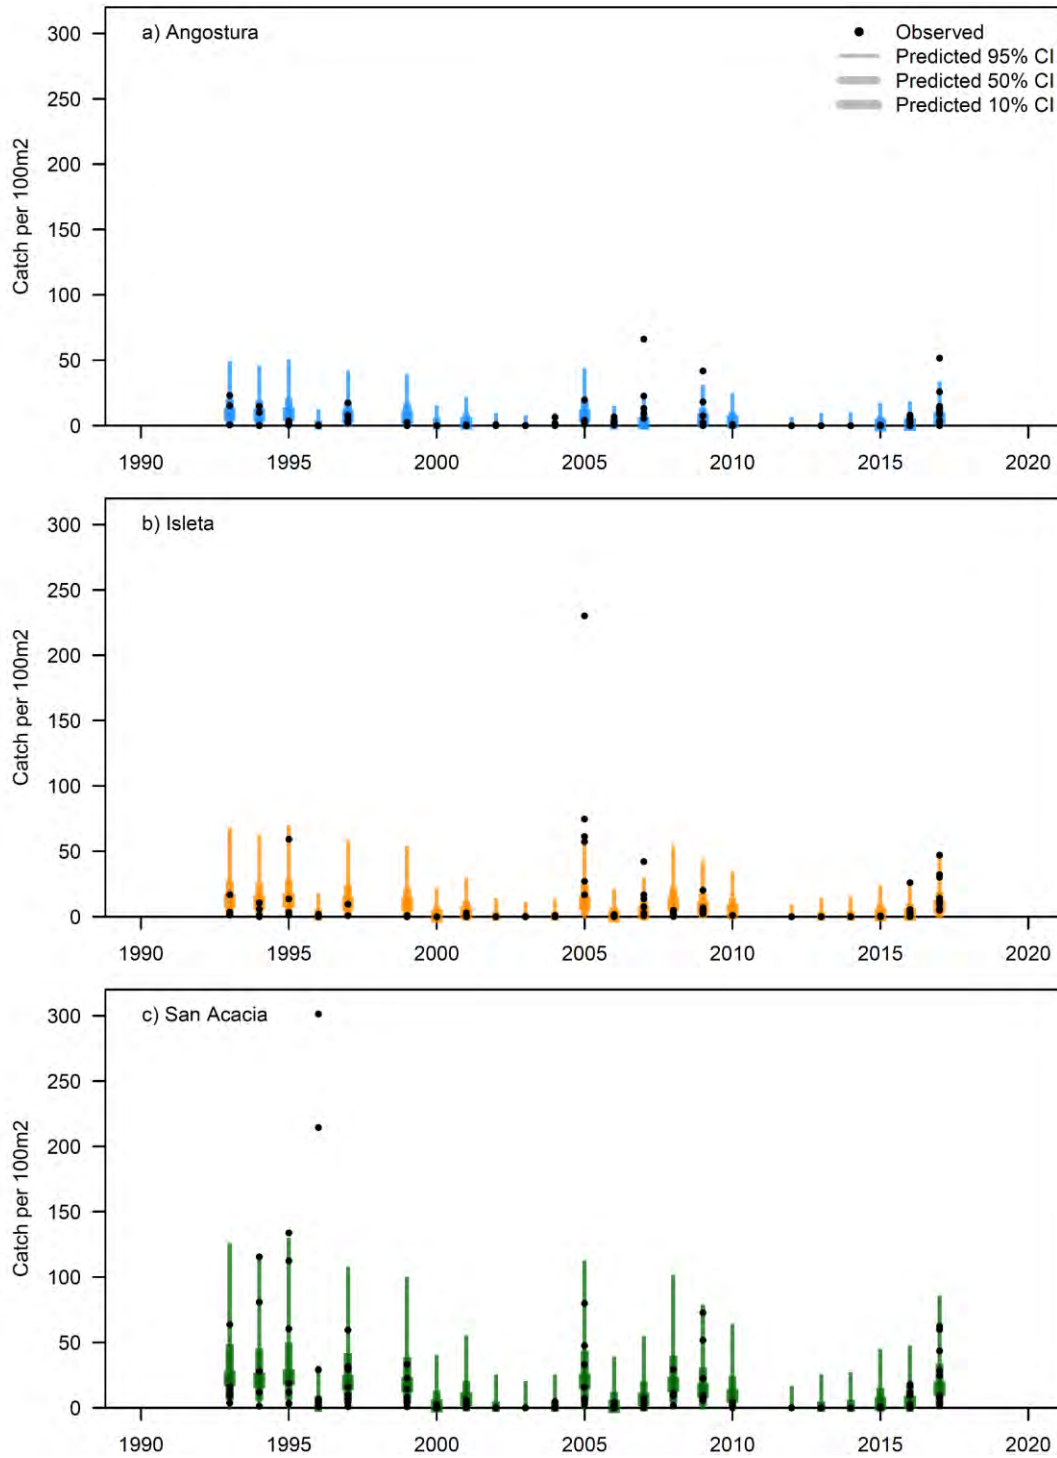 a) Angostura
Observed
Predicted 95% CI
Predicted 50% CI
Predicted 10% CI
Catch per 100m2
300
250
200
150
100
50
0
1990 1995 2000 2005 2010 2015 2020
b) Isleta
Catch per 100m2
300
250
200
150
100
50
0
1990 1995 2000 2005 2010 2015 2020
c) San Acacia
Catch per 100m2
300
250
200
150
100
50
0
1990 1995 2000 2005 2010 2015 2020